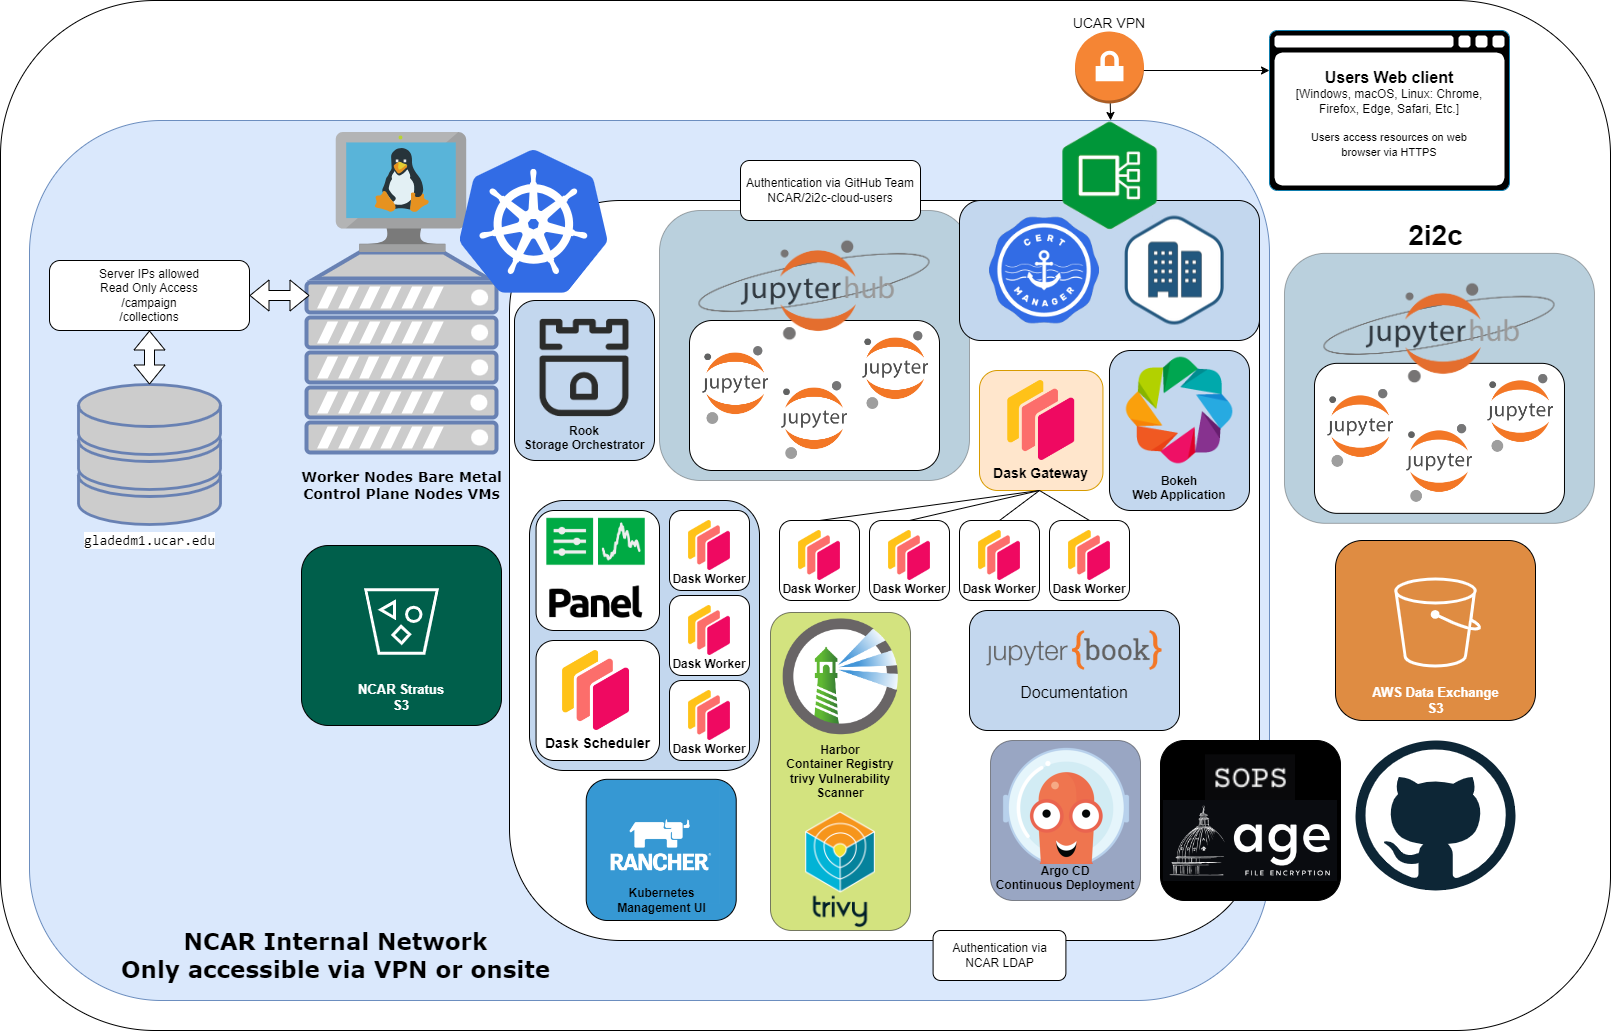 UCAR VPN
Users Web client
[Windows, macOS, Linux: Chrome,
Firefox, Edge, Safari, Etc.]
Users access resources on web
browser via HTTPS
Authentication via GitHub Team
NCAR/2i2c-cloud-users
CERT
MANAGER
2i2c
Server IPs allowed
Read Only Access
/campaign
/collections
jupyterhub
jupyter
jupyter
jupyter
jupyterhub
jupyter
jupyter
jupyter
Rook
Storage Orchestrator
Dask Gateway
Bokeh
Web Application
Worker Nodes Bare Metal
Control Plane Nodes VMs
gladedm1.ucar.edu
Panel
Dask Worker
Dask Worker
Dask Worker
Dask Scheduler
Dask Worker
Dask Worker
Dask Worker
Dask Worker
NCAR Stratus
S3
jupyter {book}
Documentation
AWS Data Exchange
S3
Harbor
Container Registry
trivy Vulnerability
Scanner
trivy
RANCHER
Kubernetes
Management UI
Argo CD
Continuous Deployment
SOPS
age
FILE ENCRYPTION
NCAR Internal Network
Only accessible via VPN or onsite
Authentication via
NCAR LDAP